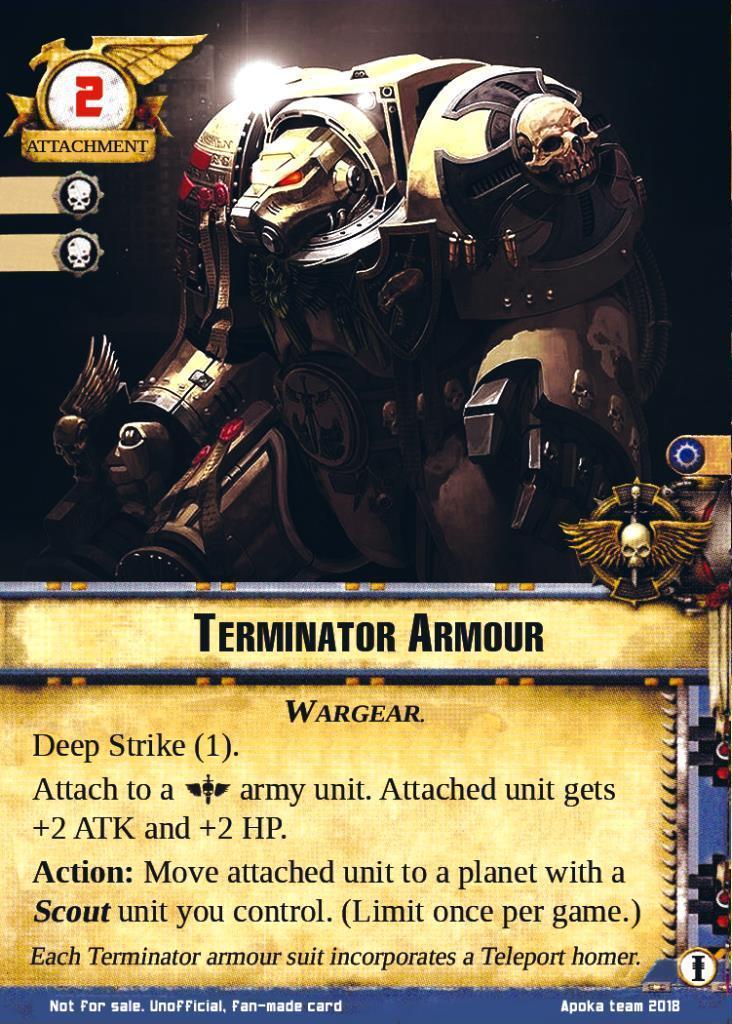 2
ATTACHMENT
TERMINATOR ARMOUR
WARGEAR.
Deep Strike (1).
Attach to a army unit. Attached unit gets
+2 ATK and +2 HP.
Action: Move attached unit to a planet with a
Scout unit you control. (Limit once per game.)
Each Terminator armour suit incorporates a Teleport homer.
I
Not for sale. Unofficial, fan-made card
Apoka team 2018